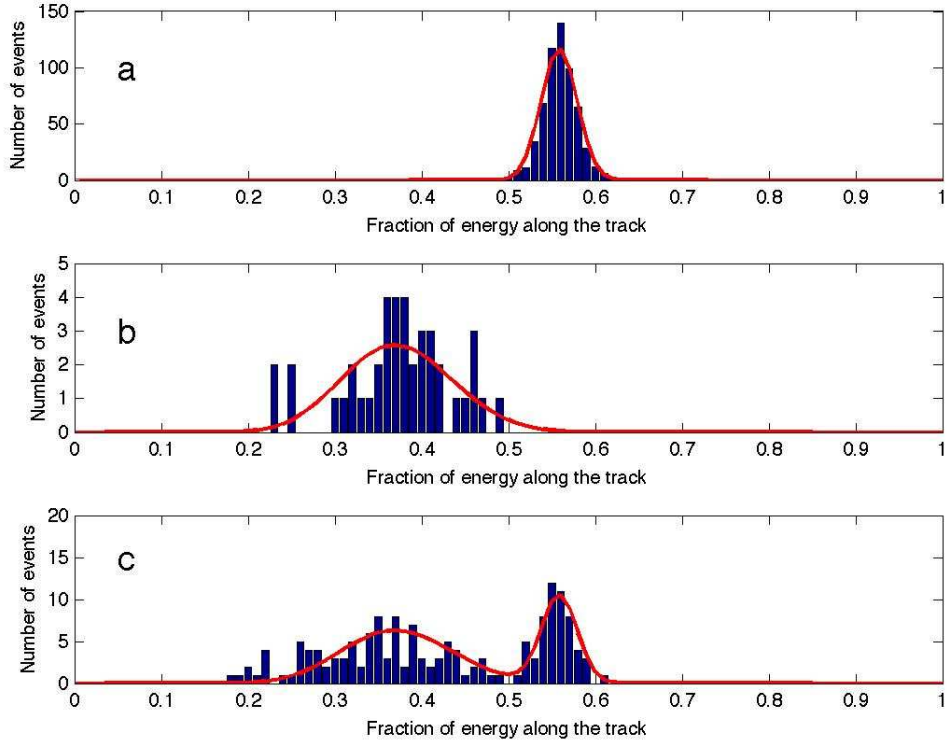 150
100
50
0
Number of events
a
0 0.1 0.2 0.3 0.4 0.5 0.6 0.7 0.8 0.9 1
Fraction of energy along the track
5
4
3
2
1
0
Number of events
b
0 0.1 0.2 0.3 0.4 0.5 0.6 0.7 0.8 0.9 1
Fraction of energy along the track
20
15
10
5
0
Number of events
c
0 0.1 0.2 0.3 0.4 0.5 0.6 0.7 0.8 0.9 1
Fraction of energy along the track